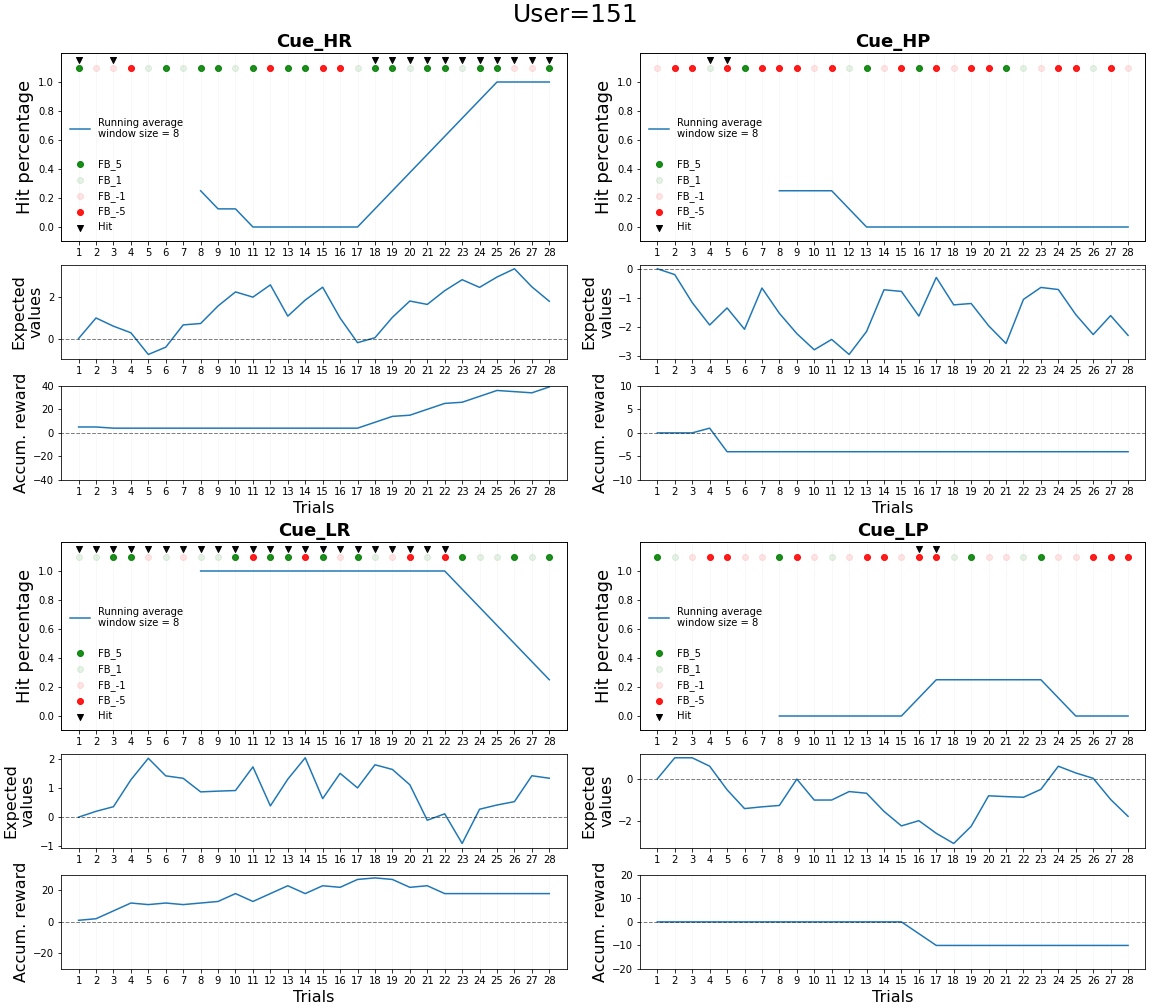 User=151
Cue_HR
Hit percentage
1.0
0.8
0.6
0.4
0.2
0.0
Running average
window size = 8
FB_5
FB_1
FB_-1
FB_-5
Hit
1 2 3 4 5 6 7 8 9 10 11 12 13 14 15 16 17 18 19 20 21 22 23 24 25 26 27 28
Expected
values
2
0
1 2 3 4 5 6 7 8 9 10 11 12 13 14 15 16 17 18 19 20 21 22 23 24 25 26 27 28
Accum. reward
40
20
0
−20
−40
1 2 3 4 5 6 7 8 9 10 11 12 13 14 15 16 17 18 19 20 21 22 23 24 25 26 27 28
Trials
Cue_HP
Hit percentage
1.0
0.8
0.6
0.4
0.2
0.0
Running average
window size = 8
FB_5
FB_1
FB_-1
FB_-5
Hit
1 2 3 4 5 6 7 8 9 10 11 12 13 14 15 16 17 18 19 20 21 22 23 24 25 26 27 28
Expected
values
0
−1
−2
−3
1 2 3 4 5 6 7 8 9 10 11 12 13 14 15 16 17 18 19 20 21 22 23 24 25 26 27 28
Accum. reward
10
5
0
−5
−10
1 2 3 4 5 6 7 8 9 10 11 12 13 14 15 16 17 18 19 20 21 22 23 24 25 26 27 28
Trials
Cue_LR
Hit percentage
1.0
0.8
0.6
0.4
0.2
0.0
Running average
window size = 8
FB_5
FB_1
FB_-1
FB_-5
Hit
1 2 3 4 5 6 7 8 9 10 11 12 13 14 15 16 17 18 19 20 21 22 23 24 25 26 27 28
Expected
values
2
1
0
−1
1 2 3 4 5 6 7 8 9 10 11 12 13 14 15 16 17 18 19 20 21 22 23 24 25 26 27 28
Accum. reward
20
0
−20
1 2 3 4 5 6 7 8 9 10 11 12 13 14 15 16 17 18 19 20 21 22 23 24 25 26 27 28
Trials
Cue_LP
Hit percentage
1.0
0.8
0.6
0.4
0.2
0.0
Running average
window size = 8
FB_5
FB_1
FB_-1
FB_-5
Hit
1 2 3 4 5 6 7 8 9 10 11 12 13 14 15 16 17 18 19 20 21 22 23 24 25 26 27 28
Expected
values
0
−2
1 2 3 4 5 6 7 8 9 10 11 12 13 14 15 16 17 18 19 20 21 22 23 24 25 26 27 28
Accum. reward
20
10
0
−10
−20
1 2 3 4 5 6 7 8 9 10 11 12 13 14 15 16 17 18 19 20 21 22 23 24 25 26 27 28
Trials